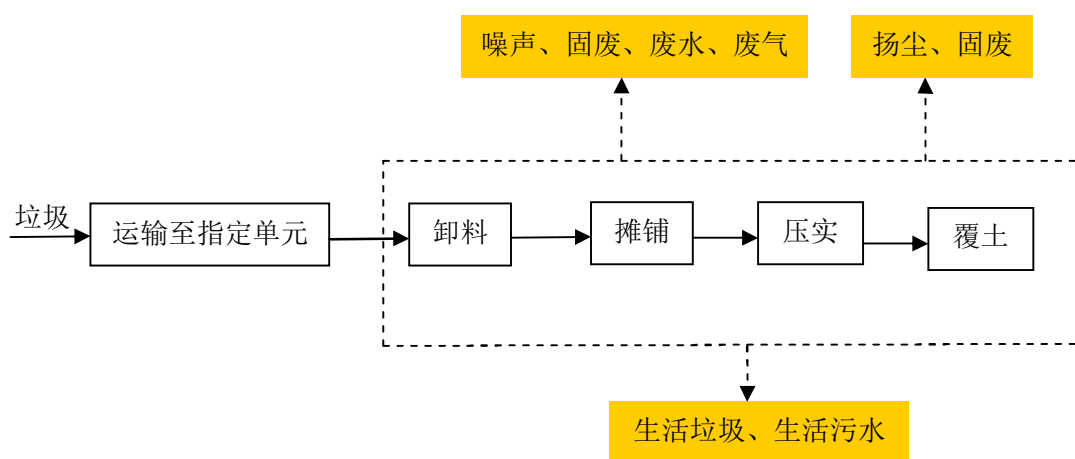 噪声、固废、废水、废气
扬尘、固废
垃圾
运输至指定单元
卸料
摊铺
压实
覆土
生活垃圾、生活污水